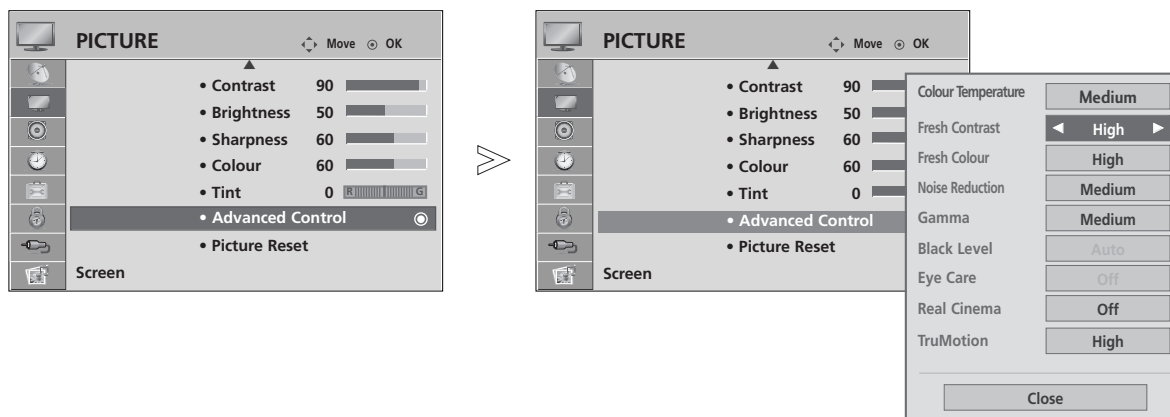 PICTURE Move OK
• Contrast 90
• Brightness 50
• Sharpness 60
• Colour 60
• Tint 0 R G
• Advanced Control
• Picture Reset
Screen
PICTURE Move OK
• Contrast 90
• Brightness 50
• Sharpness 60
• Colour 60
• Tint 0
• Advanced Control
• Picture Reset
Screen
Colour Temperature Medium
Fresh Contrast High
Fresh Colour High
Noise Reduction Medium
Gamma Medium
Black Level Auto
Eye Care Off
Real Cinema Off
TruMotion High
Close